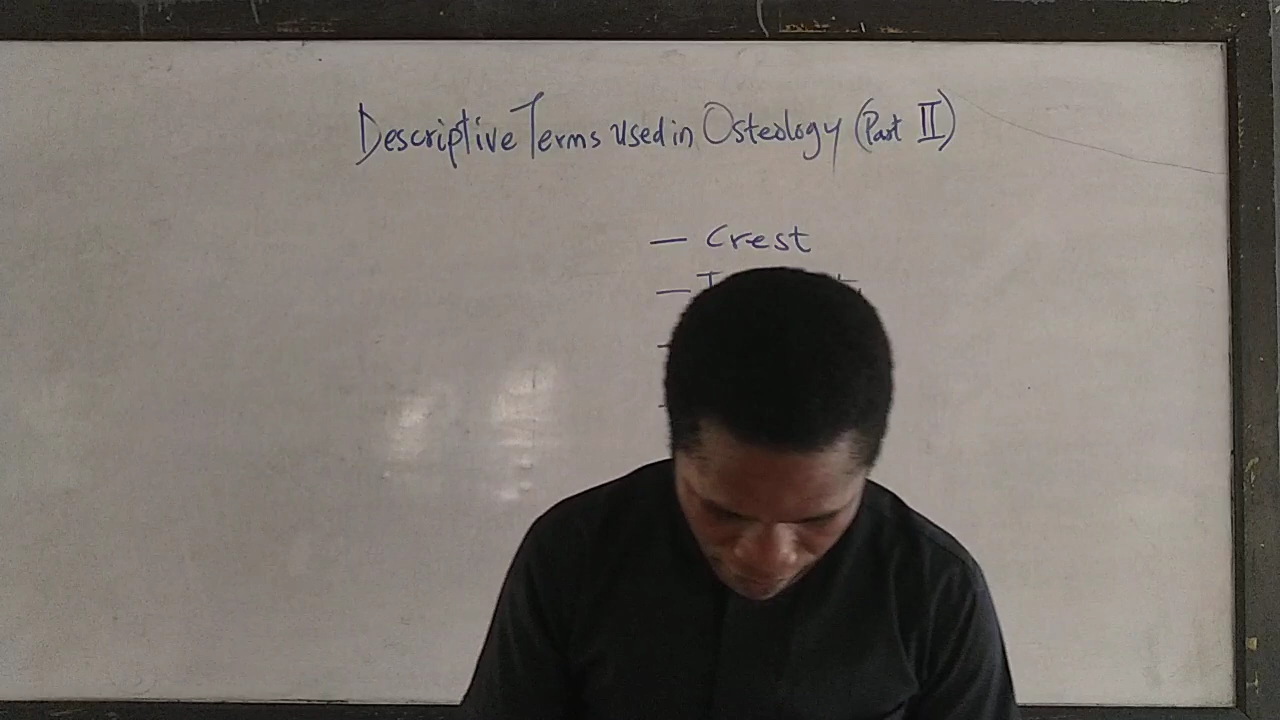 Descriptive Terms used in Osteology (Part II)
— Crest
—